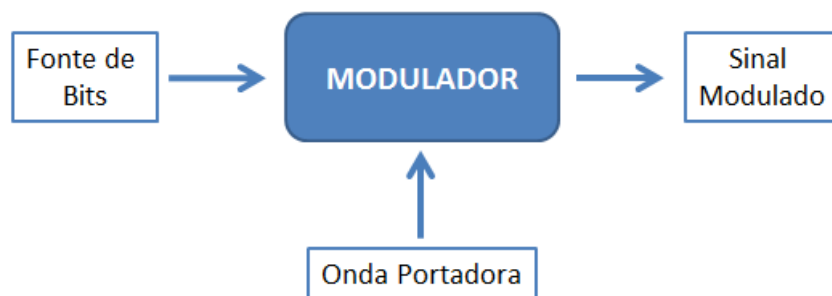 Fonte de
Bits
MODULADOR
Sinal
Modulado
Onda Portadora